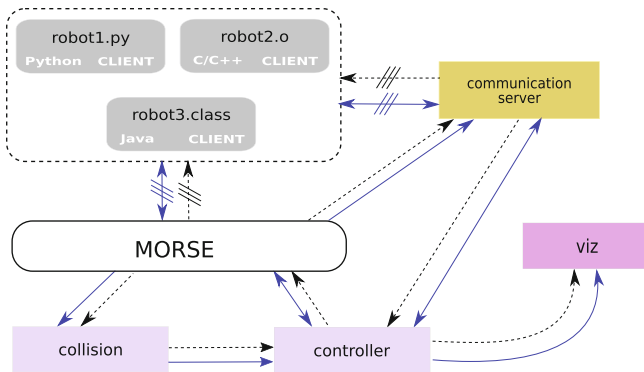 robot1.py
Python CLIENT
robot2.o
C/C++ CLIENT
robot3.class
Java CLIENT
communication
server
MORSE
viz
collision
controller